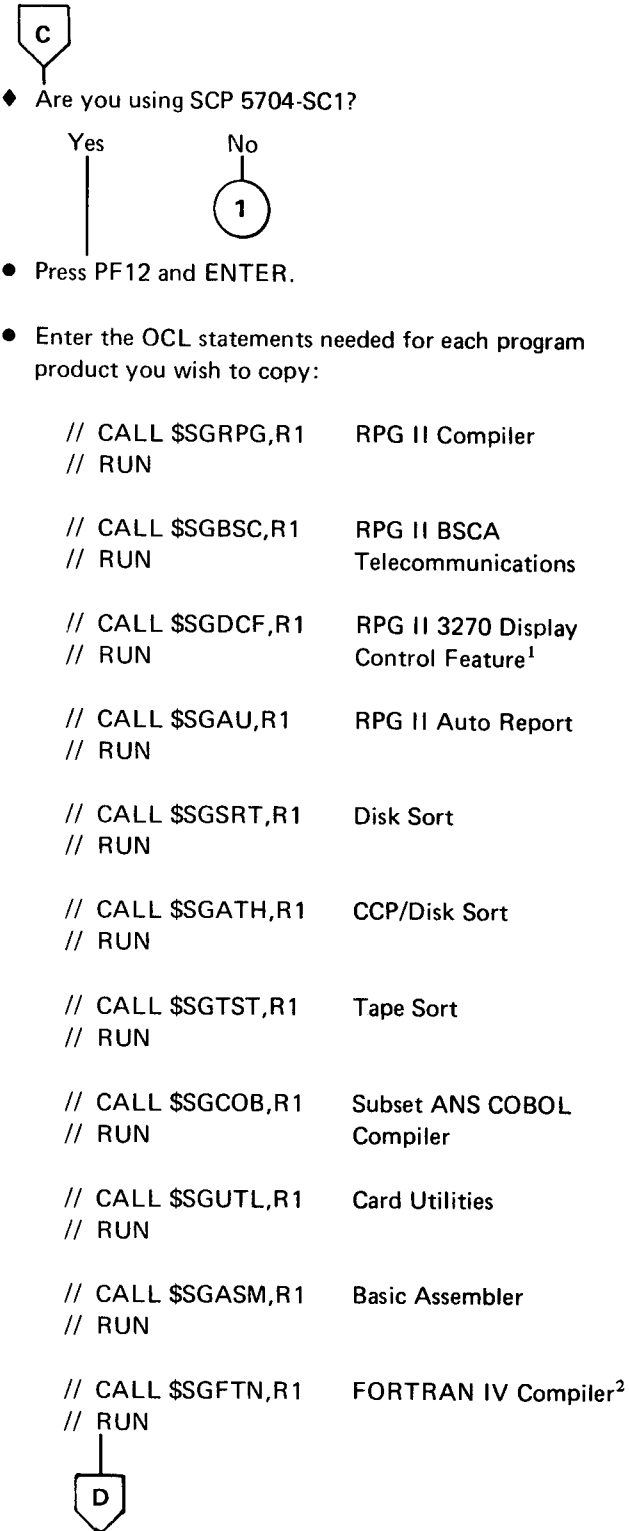 C
♦ Are you using SCP 5704-SC1?
Yes No
1
● Press PF12 and ENTER.
● Enter the OCL statements needed for each program
product you wish to copy:
// CALL $SGRPG,R1 RPG II Compiler
// RUN
// CALL $SGBSC,R1 RPG II BSCA
// RUN Telecommunications
// CALL $SGDCF,R1 RPG II 3270 Display
// RUN Control Feature¹
// CALL $SGAU,R1 RPG II Auto Report
// RUN
// CALL $SGSRT,R1 Disk Sort
// RUN
// CALL $SGATH,R1 CCP/Disk Sort
// RUN
// CALL $SGTST,R1 Tape Sort
// RUN
// CALL $SGCOB,R1 Subset ANS COBOL
// RUN Compiler
// CALL $SGUTL,R1 Card Utilities
// RUN
// CALL $SGASM,R1 Basic Assembler
// RUN
// CALL $SGFTN,R1 FORTRAN IV Compiler²
// RUN
D